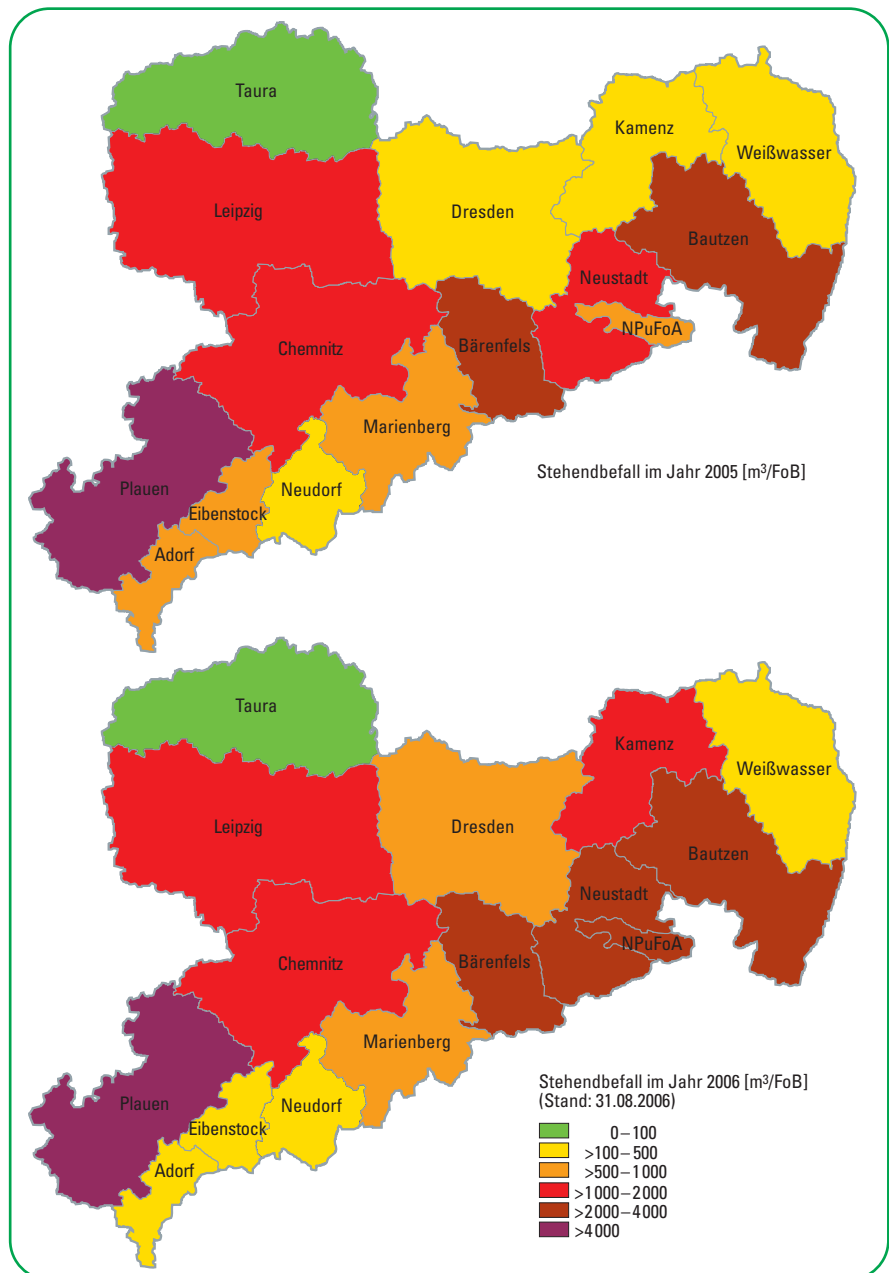 Taura
Kamenz
Weißwasser
Leipzig
Dresden
Bautzen
Neustadt
NPuFoA
Chemnitz
Bärenfels
Marienberg
Stehendbefall im Jahr 2005 [m³/FoB]
Plauen
Neudorf
Eibenstock
Adorf
Taura
Kamenz
Weißwasser
Leipzig
Dresden
Bautzen
Neustadt
NPuFoA
Chemnitz
Bärenfels
Marienberg
Plauen
Neudorf
Eibenstock
Adorf
Stehendbefall im Jahr 2006 [m³/FoB]
(Stand: 31.08.2006)
0–100
>100–500
>500–1000
>1000–2000
>2000–4000
>4000